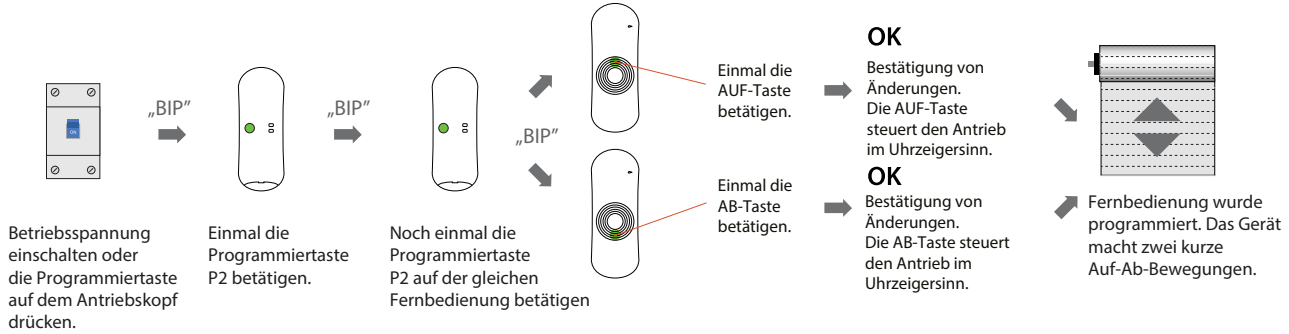 ON
„BIP”
„BIP”
„BIP”
Betriebsspannung
einschalten oder
die Programmiertaste
auf dem Antriebskopf
drücken.
Einmal die
Programmiertaste
P2 betätigen.
Noch einmal die
Programmiertaste
P2 auf der gleichen
Fernbedienung betätigen
Einmal die
AUF-Taste
betätigen.
OK
Bestätigung von
Änderungen.
Die AUF-Taste
steuert den Antrieb
im Uhrzeigersinn.
Einmal die
AB-Taste
betätigen.
OK
Bestätigung von
Änderungen.
Die AB-Taste steuert
den Antrieb im
Uhrzeigersinn.
Fernbedienung wurde
programmiert. Das Gerät
macht zwei kurze
Auf-Ab-Bewegungen.